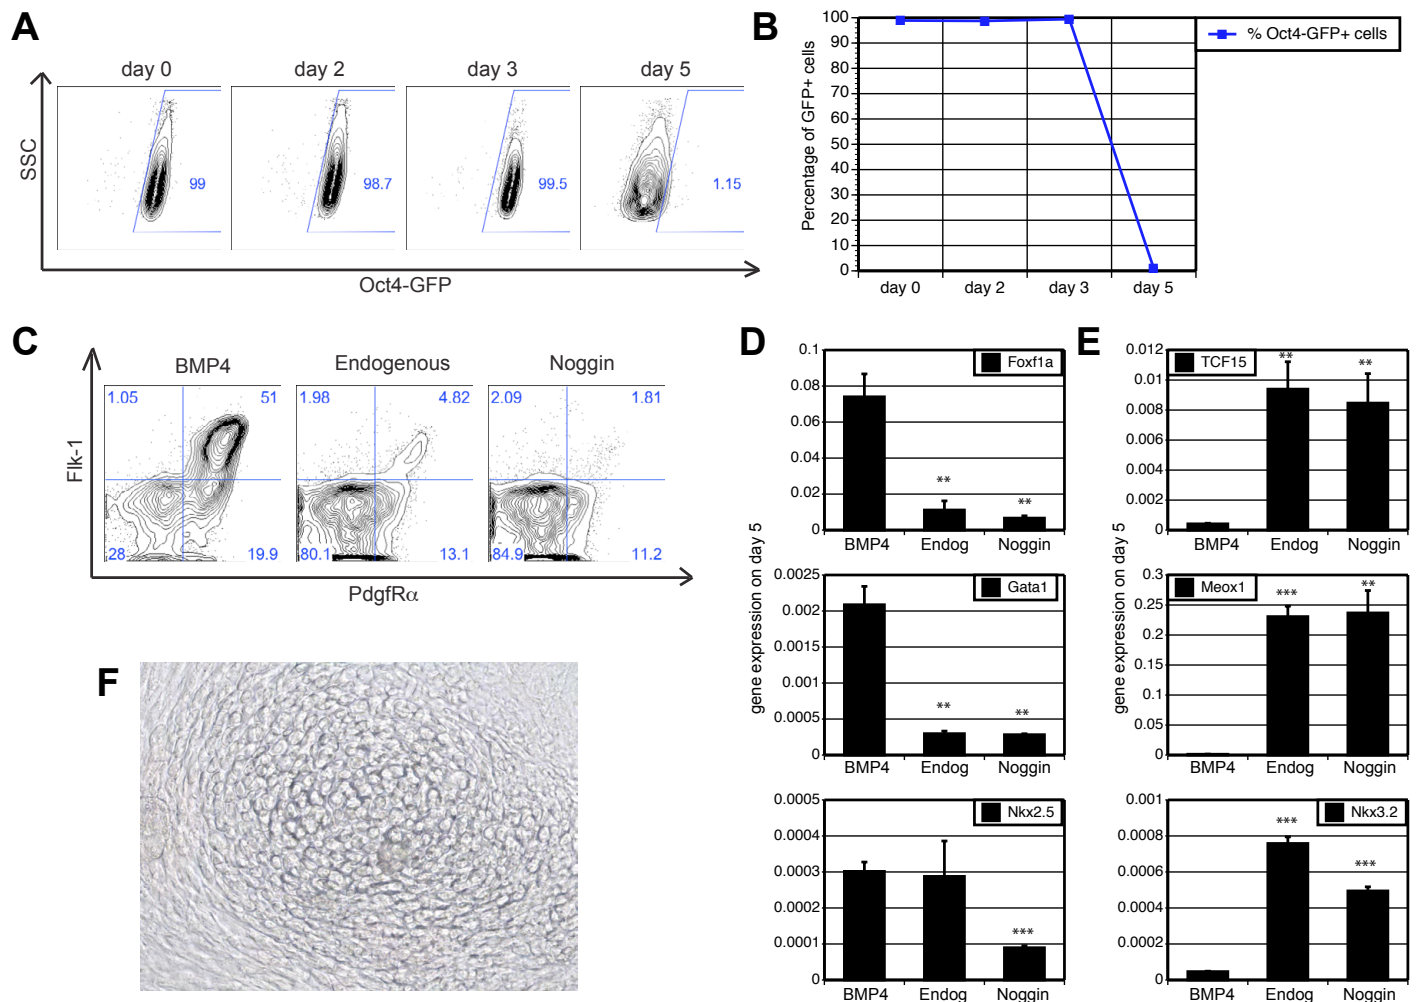 A
day 0 day 2 day 3 day 5
SSC
99 98.7 99.5 1.15
Oct4-GFP
B
Percentage of GFP+ cells
100
90
80
70
60
50
40
30
20
10
0
day 0 day 2 day 3 day 5
% Oct4-GFP+ cells
C
BMP4 Endogenous Noggin
Flk-1
1.05 51 1.98 4.82 2.09 1.81
28 19.9 80.1 13.1 84.9 11.2
PdgfRα
D
gene expression on day 5
Foxf1a
0.1
0.08
0.06
0.04
0.02
0
** **
BMP4 Endog Noggin
Gata1
0.0025
0.002
0.0015
0.001
0.0005
0
** **
BMP4 Endog Noggin
Nkx2.5
0.0005
0.0004
0.0003
0.0002
0.0001
0
***
BMP4 Endog Noggin
E
gene expression on day 5
TCF15
0.012
0.01
0.008
0.006
0.004
0.002
0
** **
BMP4 Endog Noggin
Meox1
0.3
0.25
0.2
0.15
0.1
0.05
0
*** **
BMP4 Endog Noggin
Nkx3.2
0.001
0.0008
0.0006
0.0004
0.0002
0
*** ***
BMP4 Endog Noggin
F